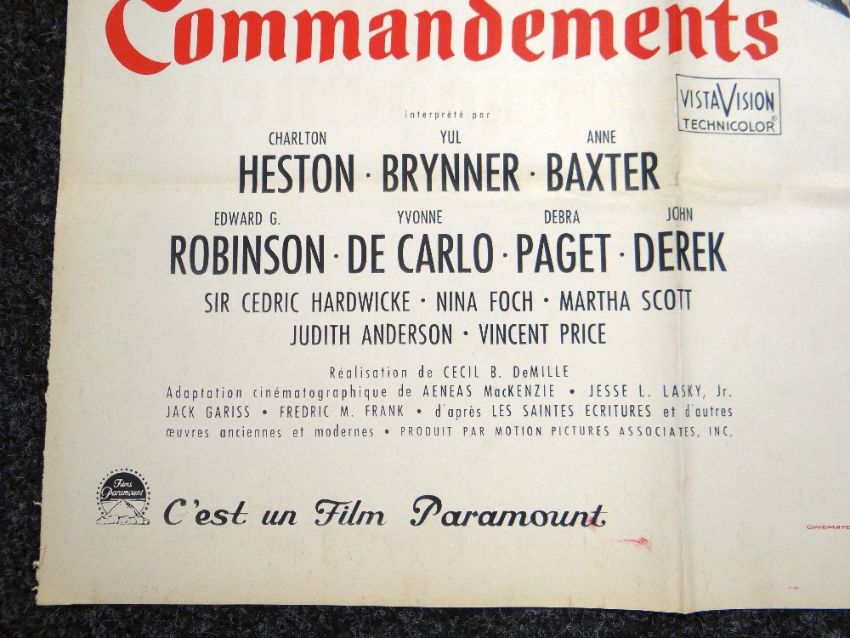 Commandements
VISTAVISION
TECHNICOLOR®
interprété par
CHARLTON YUL ANNE
HESTON · BRYNNER · BAXTER
EDWARD G. YVONNE DEBRA JOHN
ROBINSON · DE CARLO · PAGET · DEREK
SIR CEDRIC HARDWICKE · NINA FOCH · MARTHA SCOTT
JUDITH ANDERSON · VINCENT PRICE
Réalisation de CECIL B. DeMILLE
Adaptation cinématographique de AENEAS MacKENZIE • JESSE L. LASKY, Jr.
JACK GARISS • FREDRIC M. FRANK • d'après LES SAINTES ECRITURES et d'autres
œuvres anciennes et modernes • PRODUIT PAR MOTION PICTURES ASSOCIATES, INC.
Films
Paramount
C'est un Film Paramount